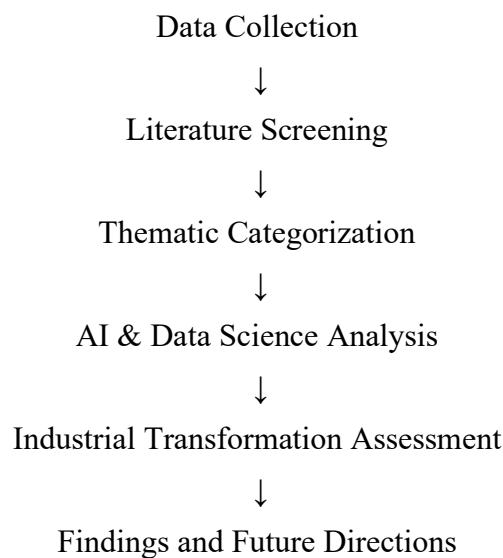 Data Collection
↓
Literature Screening
↓
Thematic Categorization
↓
AI & Data Science Analysis
↓
Industrial Transformation Assessment
↓
Findings and Future Directions